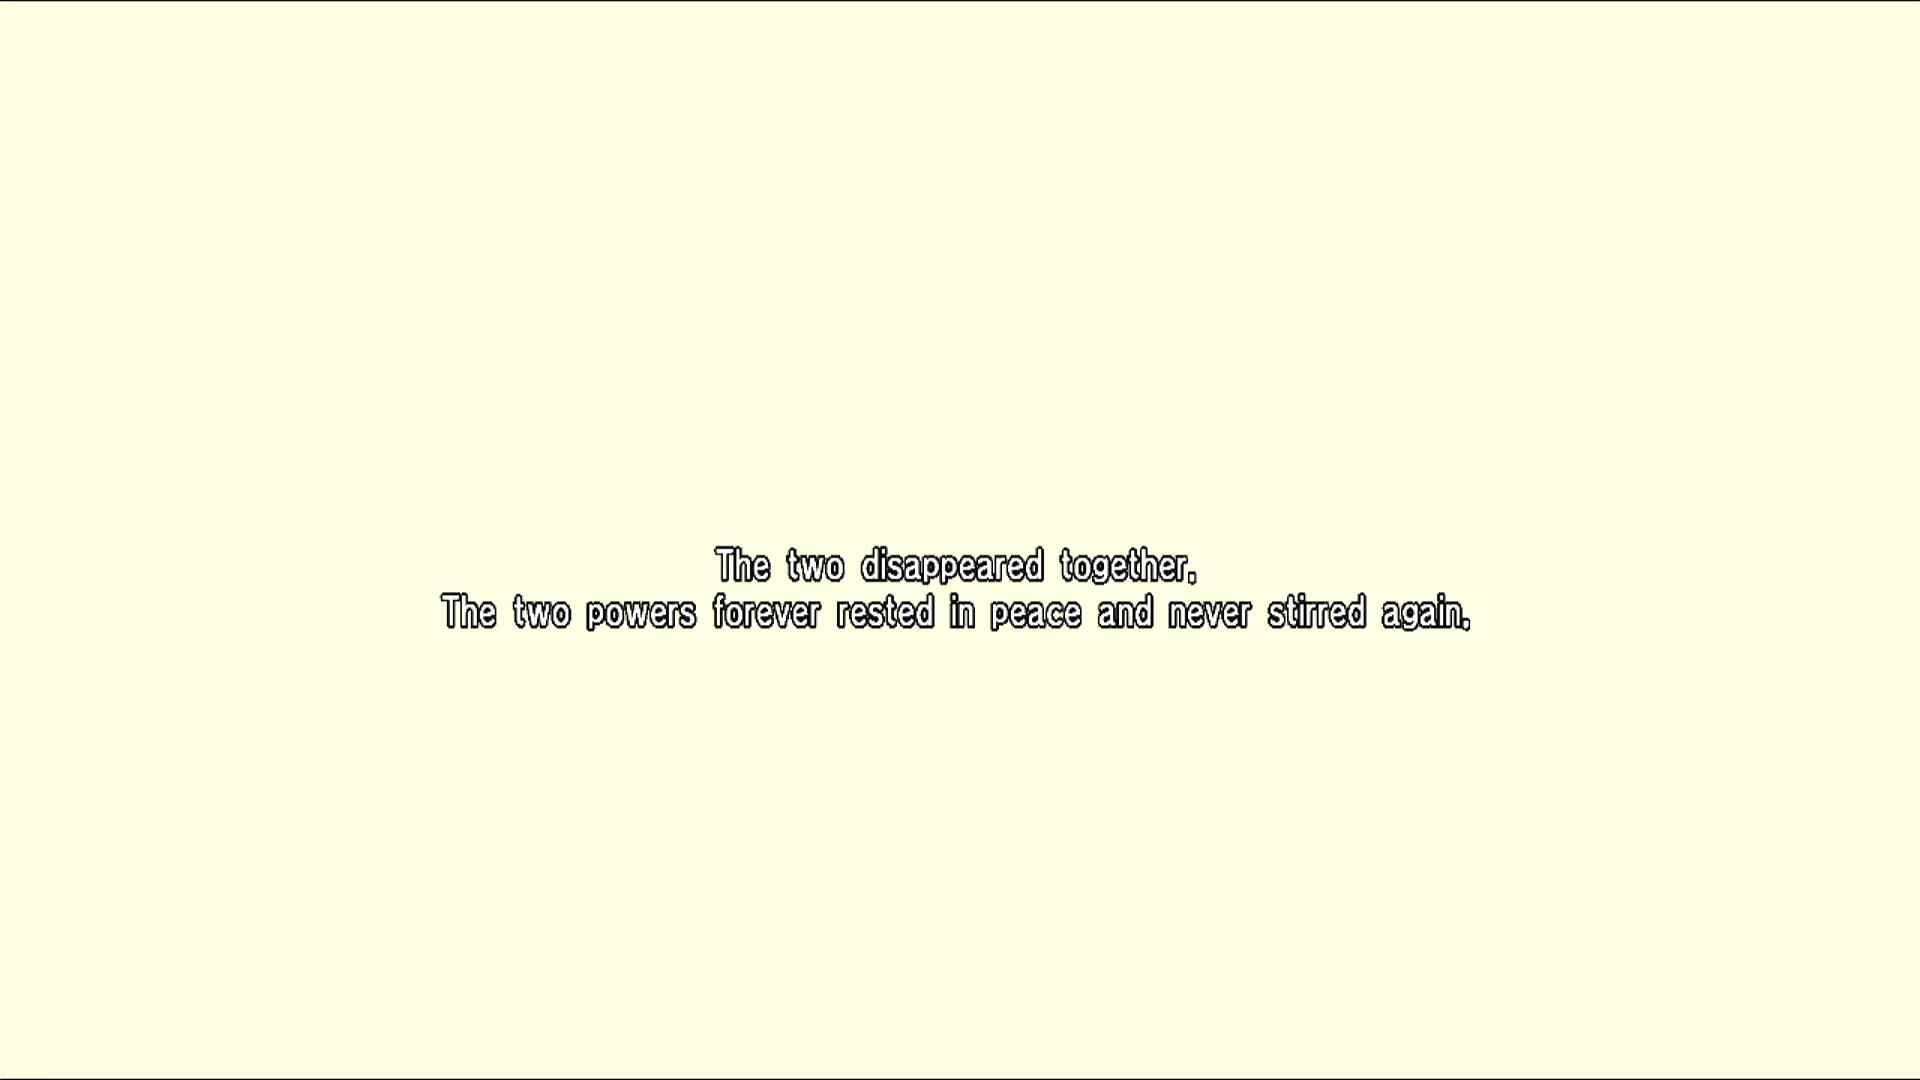 The two disappeared together.
The two powers forever rested in peace and never stirred again.